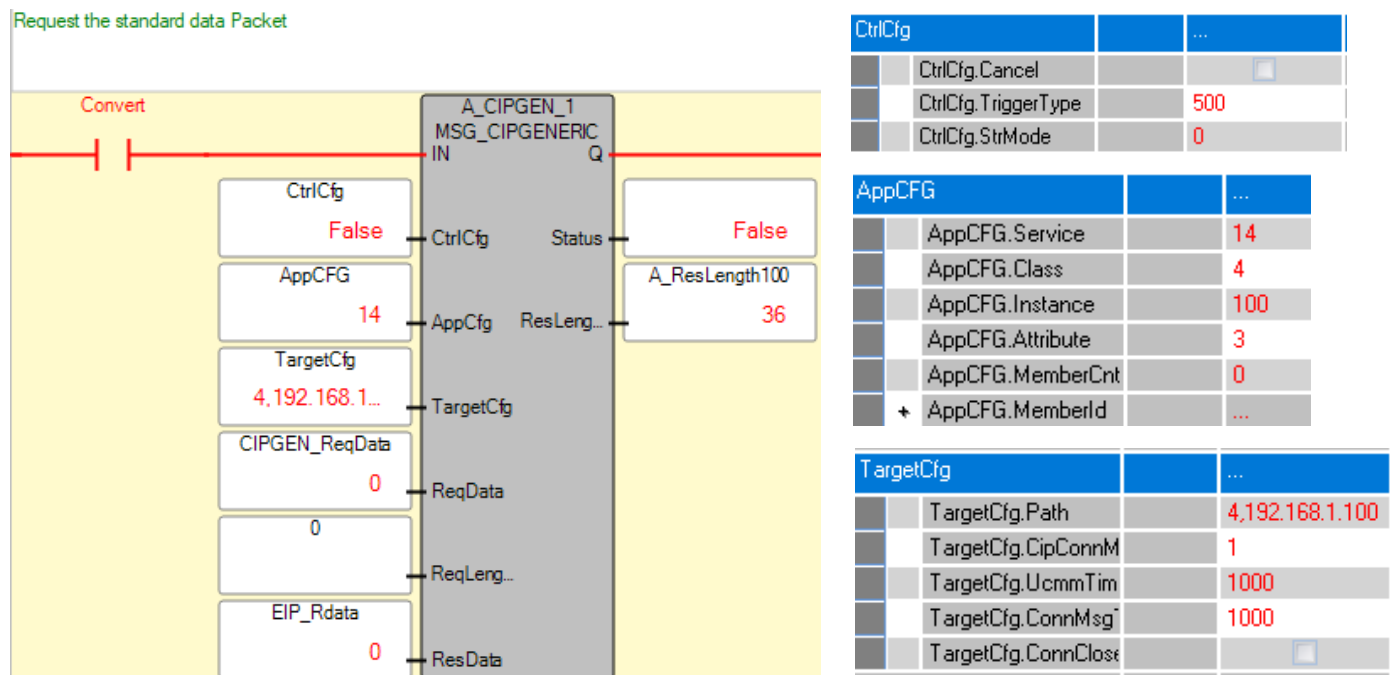 Request the standard data Packet
Convert
A_CIPGEN_1
MSG_CIPGENERIC
IN Q
CtrlCfg
False
CtrlCfg
Status
False
AppCFG
14
AppCfg
ResLeng...
A_ResLength100
36
TargetCfg
4,192.168.1...
TargetCfg
CIPGEN_ReqData
0
ReqData
0
ReqLeng...
EIP_Rdata
0
ResData
CtrlCfg ...
CtrlCfg.Cancel
CtrlCfg.TriggerType 500
CtrlCfg.StrMode 0
AppCFG ...
AppCFG.Service 14
AppCFG.Class 4
AppCFG.Instance 100
AppCFG.Attribute 3
AppCFG.MemberCnt 0
+ AppCFG.MemberId ...
TargetCfg ...
TargetCfg.Path 4,192.168.1.100
TargetCfg.CipConnM 1
TargetCfg.UcmmTim 1000
TargetCfg.ConnMsg 1000
TargetCfg.ConnClose